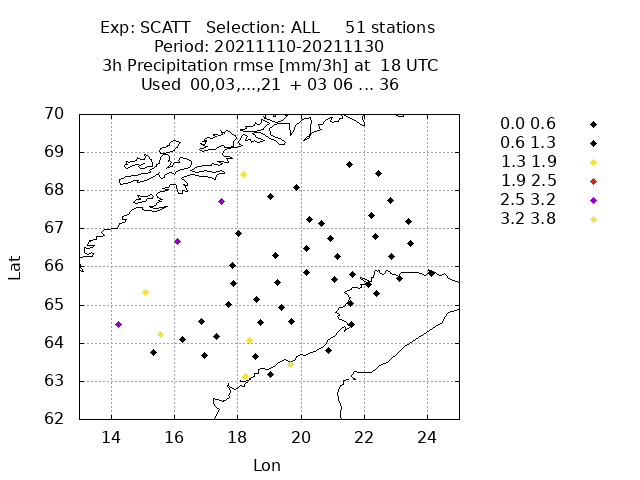 Exp: SCATT Selection: ALL 51 stations
Period: 20211110-20211130
3h Precipitation rmse [mm/3h] at 18 UTC
Used 00,03,...,21 + 03 06 ... 36
70
69
68
67
66
65
64
63
62
Lat
14 16 18 20 22 24
Lon
0.0 0.6
0.6 1.3
1.3 1.9
1.9 2.5
2.5 3.2
3.2 3.8